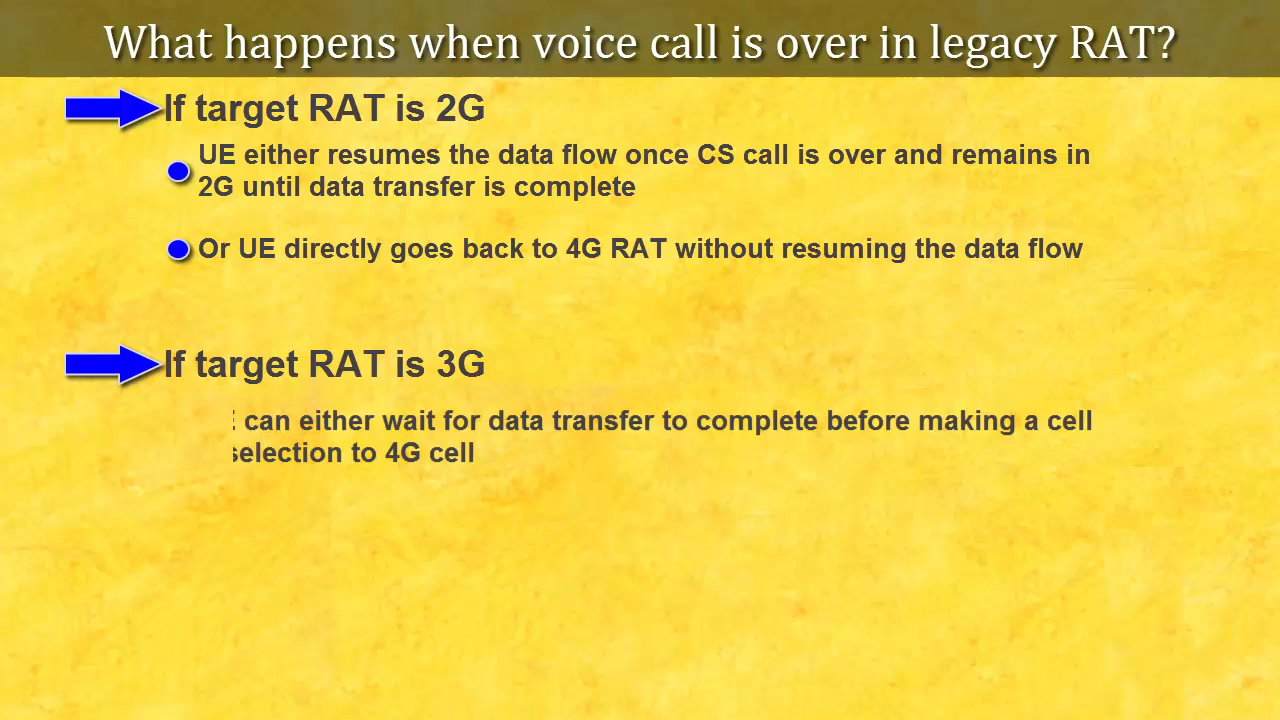 What happens when voice call is over in legacy RAT?
If target RAT is 2G
UE either resumes the data flow once CS call is over and remains in
2G until data transfer is complete
Or UE directly goes back to 4G RAT without resuming the data flow
If target RAT is 3G
can either wait for data transfer to complete before making a cell
selection to 4G cell